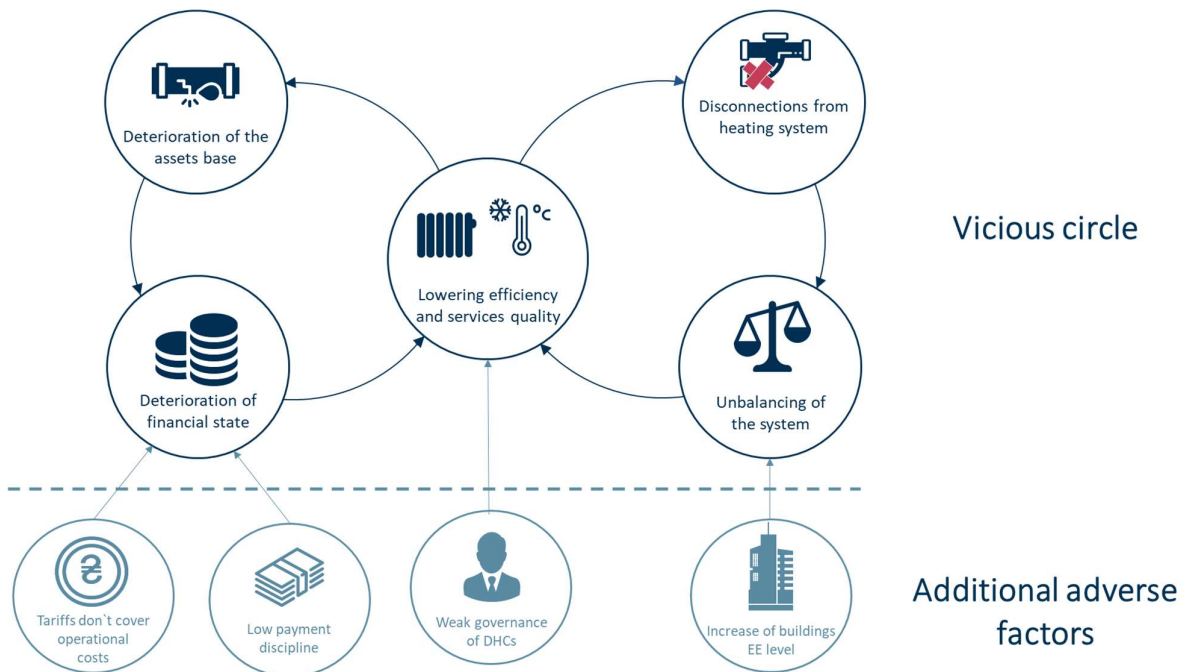 Deterioration of the
assets base
°C
Disconnections from
heating system
Lowering efficiency
and services quality
Vicious circle
Deterioration of
financial state
Unbalancing of
the system
₴
Tariffs don`t cover
operational
costs
Low payment
discipline
Weak governance
of DHCs
Increase of buildings
EE level
Additional adverse
factors